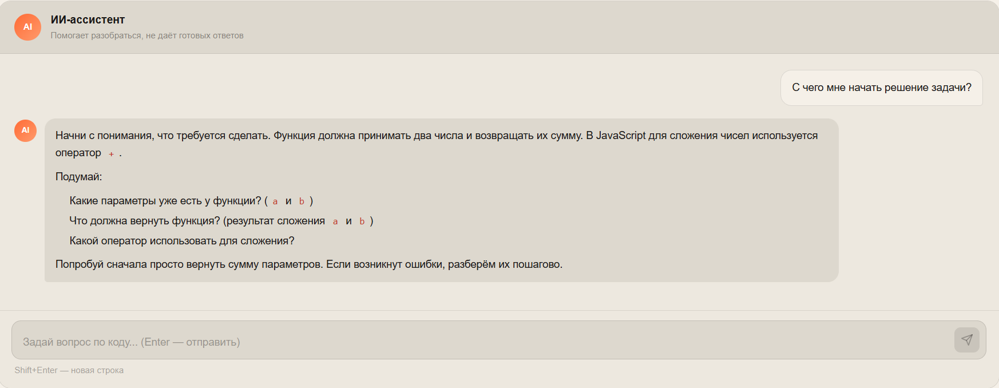 AI
ИИ-ассистент
Помогает разобраться, не даёт готовых ответов
С чего мне начать решение задачи?
AI
Начни с понимания, что требуется сделать. Функция должна принимать два числа и возвращать их сумму. В JavaScript для сложения чисел используется
оператор + .
Подумай:
Какие параметры уже есть у функции? ( a и b )
Что должна вернуть функция? (результат сложения a и b )
Какой оператор использовать для сложения?
Попробуй сначала просто вернуть сумму параметров. Если возникнут ошибки, разберём их пошагово.
Задай вопрос по коду... (Enter — отправить)
Shift+Enter — новая строка